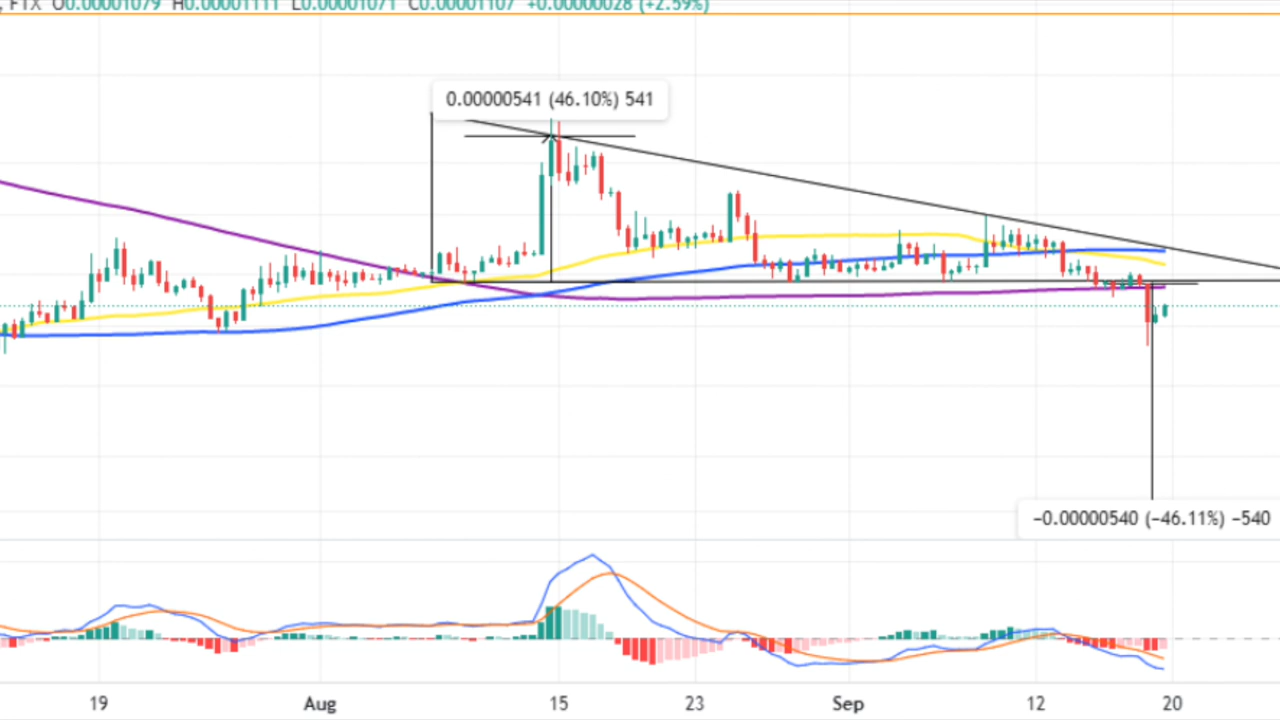 , FTX O0.00001079 H0.00001111 L0.00001071 C0.00001107 +0.00000028 (+2.59%)
0.00000541 (46.10%) 541
−0.00000540 (−46.11%) −540
19 Aug 15 23 Sep 12 20